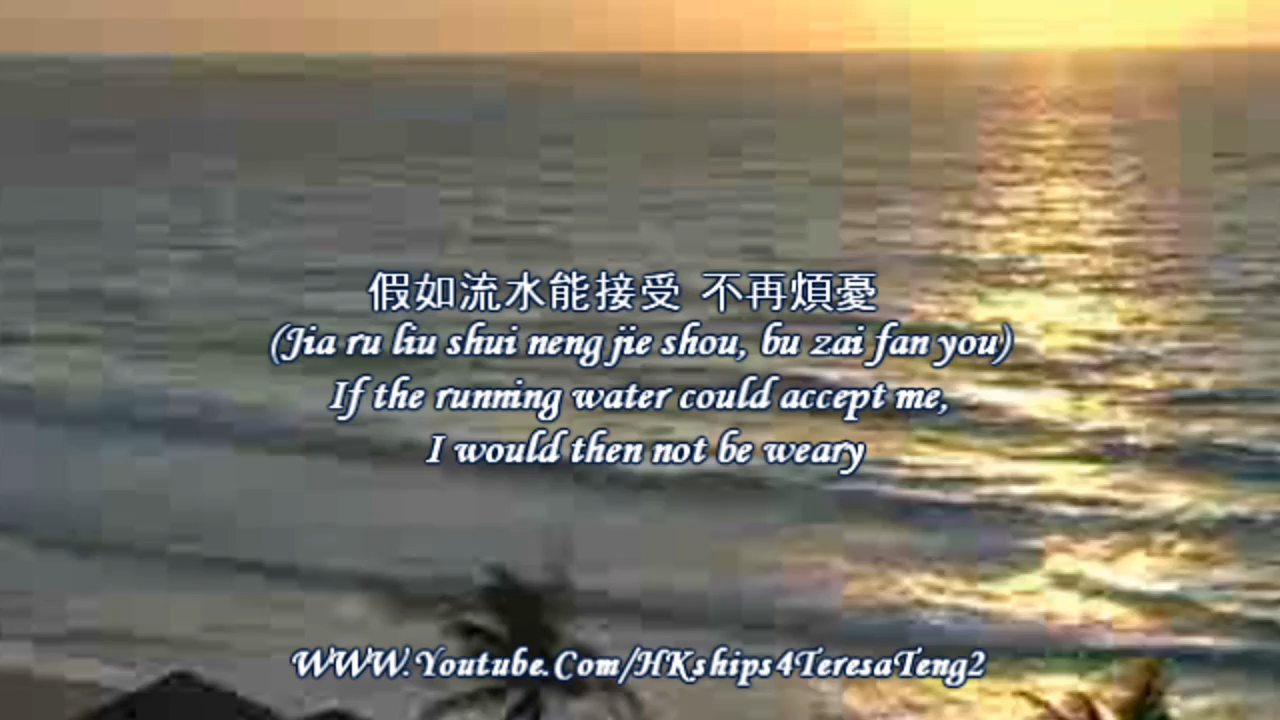 假如流水能接受 不再煩憂
(Jia ru liu shui neng jie shou, bu zai fan you)
If the running water could accept me,
I would then not be weary
WWW.Youtube.Com/HKships4TeresaTeng2